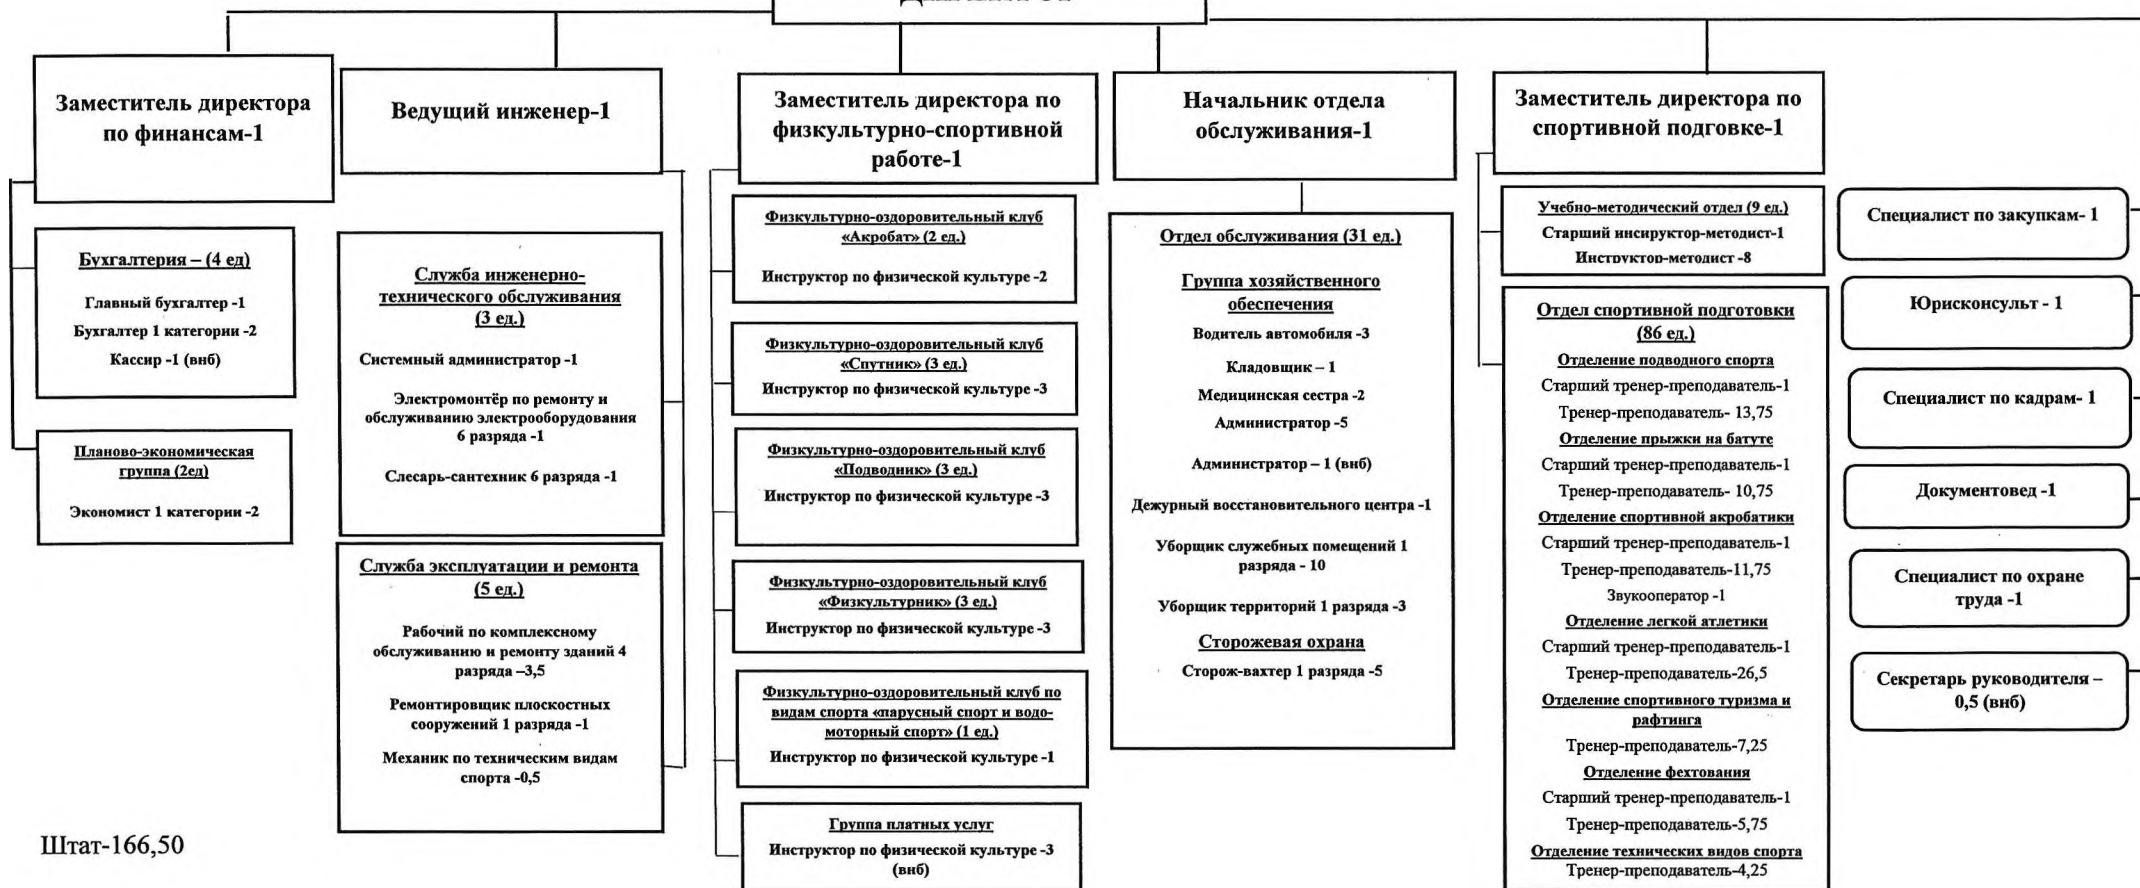 Заместитель директора
по финансам-1
Ведущий инженер-1
Заместитель директора по
физкультурно-спортивной
работе-1
Начальник отдела
обслуживания-1
Заместитель директора по
спортивной подговке-1
Бухгалтерия – (4 ед)
Главный бухгалтер -1
Бухгалтер 1 категории -2
Кассир -1 (внб)
Планово-экономическая
группа (2ед)
Экономист 1 категории -2
Служба инженерно-
технического обслуживания
(3 ед.)
Системный администратор -1
Электромонтёр по ремонту и
обслуживанию электрооборудования
6 разряда -1
Слесарь-сантехник 6 разряда -1
Служба эксплуатации и ремонта
(5 ед.)
Рабочий по комплексному
обслуживанию и ремонту зданий 4
разряда –3,5
Ремонтировщик плоскостных
сооружений 1 разряда -1
Механик по техническим видам
спорта -0,5
Физкультурно-оздоровительный клуб
«Акробат» (2 ед.)
Инструктор по физической культуре -2
Физкультурно-оздоровительный клуб
«Спутник» (3 ед.)
Инструктор по физической культуре -3
Физкультурно-оздоровительный клуб
«Подводник» (3 ед.)
Инструктор по физической культуре -3
Физкультурно-оздоровительный клуб
«Физкультурник» (3 ед.)
Инструктор по физической культуре -3
Физкультурно-оздоровительный клуб по
видам спорта «парусный спорт и водо-
моторный спорт» (1 ед.)
Инструктор по физической культуре -1
Группа платных услуг
Инструктор по физической культуре -3
(внб)
Отдел обслуживания (31 ед.)
Группа хозяйственного
обеспечения
Водитель автомобиля -3
Кладовщик – 1
Медицинская сестра -2
Администратор -5
Администратор – 1 (внб)
Дежурный восстановительного центра -1
Уборщик служебных помещений 1
разряда - 10
Уборщик территорий 1 разряда -3
Сторожевая охрана
Сторож-вахтер 1 разряда -5
Учебно-методический отдел (9 ед.)
Старший инсируктор-методист-1
Инструктор-методист -8
Отдел спортивной подготовки
(86 ед.)
Отделение подводного спорта
Старший тренер-преподаватель-1
Тренер-преподаватель- 13,75
Отделение прыжки на батуте
Старший тренер-преподаватель-1
Тренер-преподаватель- 10,75
Отделение спортивной акробатики
Старший тренер-преподаватель-1
Тренер-преподаватель-11,75
Звукооператор -1
Отделение легкой атлетики
Старший тренер-преподаватель-1
Тренер-преподаватель-26,5
Отделение спортивного туризма и
рафтинга
Тренер-преподаватель-7,25
Отделение фехтования
Старший тренер-преподаватель-1
Тренер-преподаватель-5,75
Отделение технических видов спорта
Тренер-преподаватель-4,25
Специалист по закупкам- 1
Юрисконсульт - 1
Специалист по кадрам- 1
Документовед -1
Специалист по охране
труда -1
Секретарь руководителя –
0,5 (внб)
Штат-166,50